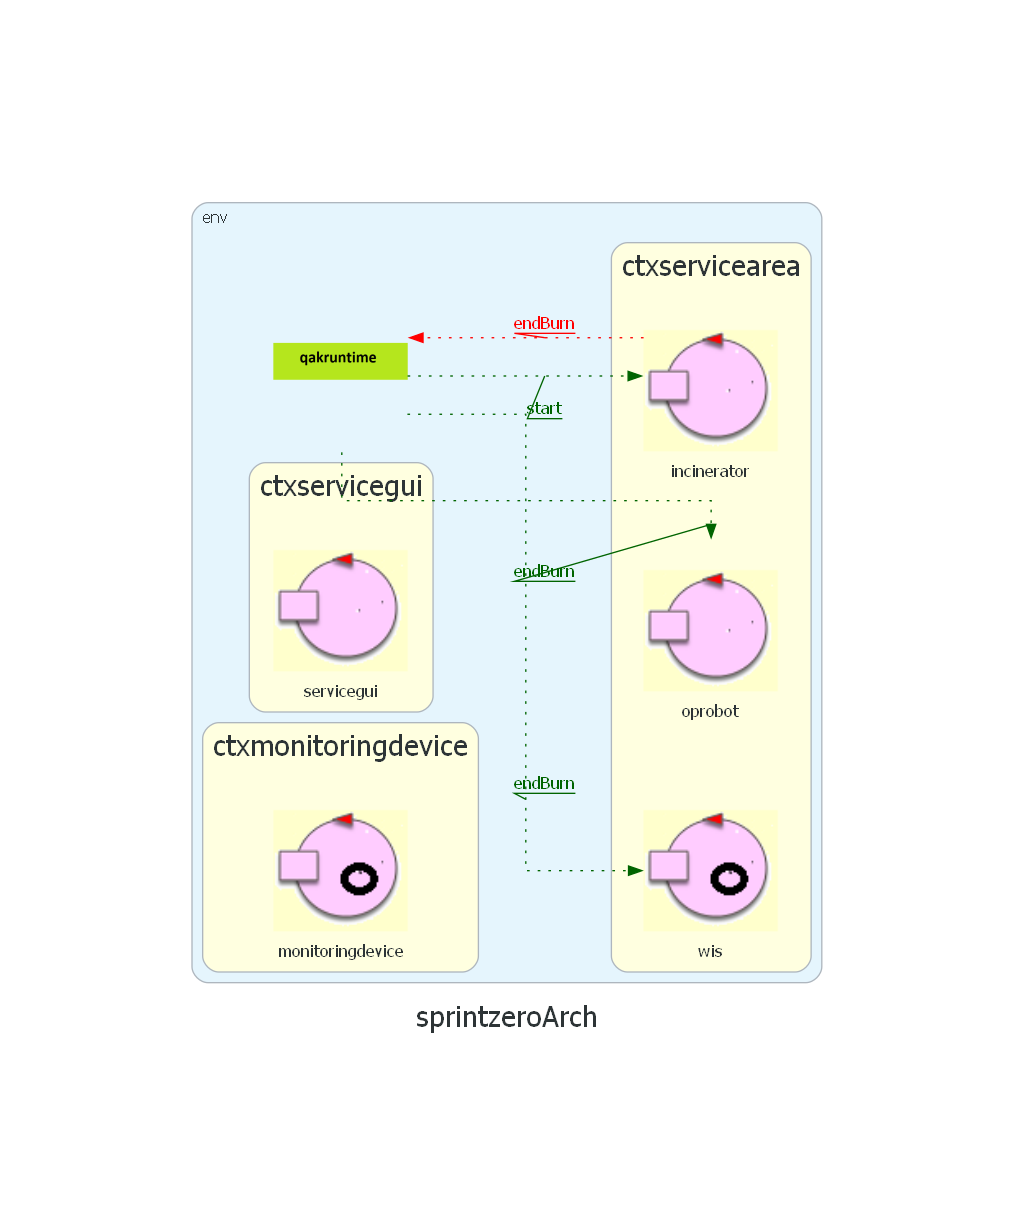 env
ctxservicearea
endBurn
qakruntime
start
incinerator
ctxservicegui
endBurn
servicegui
oprobot
ctxmonitoringdevice
endBurn
monitoringdevice
wis
sprintzeroArch